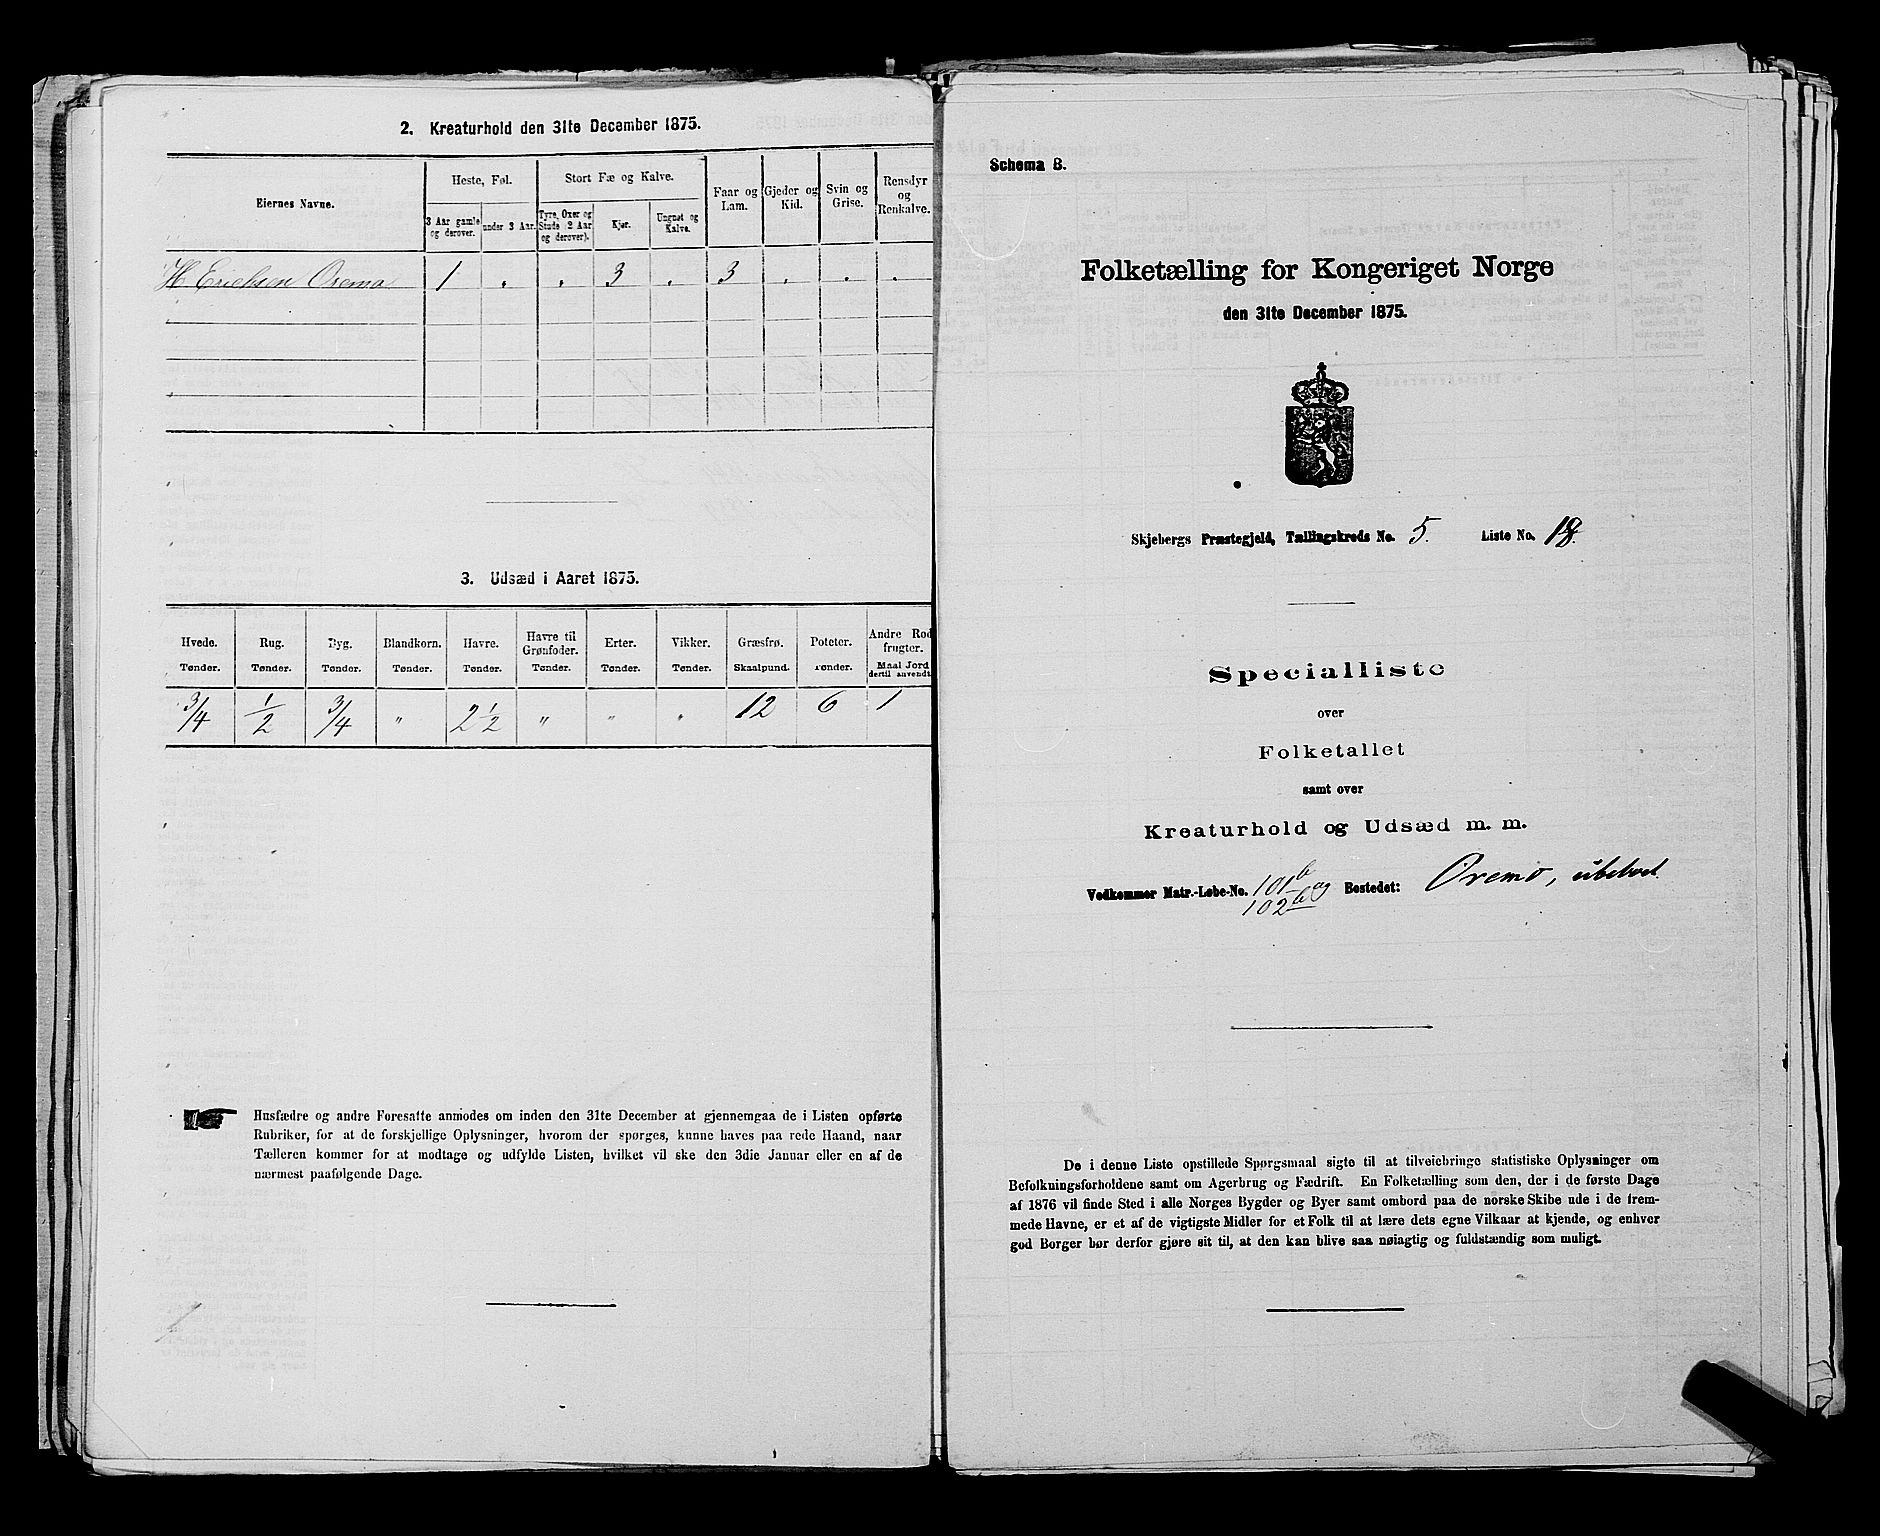 2. Kreaturhold den 31te December 1875.
Eiernes Navne.
Heste, Føl.
Stort Fæ og Kalve.
Faar og Lam.
Gjeder og Kid.
Svin og Grise.
Rensdyr og Renkalve.
3 Aar gamle og derover.
under 3 Aar.
Tyre, Oxer og Stude (2 Aar og derover).
Kjør.
Ungnøt og Kalve.
H Ericksen Oremo 1 . . 3 . 3 . . .
3. Udsæd i Aaret 1875.
Hvede. Rug. Byg. Blandkorn. Havre. Havre til Grønfoder. Erter. Vikker. Græsfrø. Poteter. Andre Rodfrugter.
Tønder. Tønder. Tønder. Tønder. Tønder. Tønder. Tønder. Tønder. Skaalpund. Tønder. Maal Jord dertil anvendt.
3/4 1/2 3/4 " 2 1/2 " " " 12 6 1
Husfædre og andre Foresatte anmodes om inden den 31te December at gjennemgaa de i Listen opførte
Rubriker, for at de forskjellige Oplysninger, hvorom der spørges, kunne haves paa rede Haand, naar
Tælleren kommer for at modtage og udfylde Listen, hvilket vil ske den 3die Januar eller en af de
nærmest paafølgende Dage.
Schema B.
Folketælling for Kongeriget Norge
den 31te December 1875.
Skjebergs Præstegjeld, Tællingskreds No. 5. Liste No. 18.
Specialliste
over
Folketallet
samt over
Kreaturhold og Udsæd m. m.
Vedkommer Matr.-Løbe-No. 101b og 102b Bostedet: Oremo, ubeboet.
De i denne Liste opstillede Spørgsmaal sigte til at tilveiebringe statistiske Oplysninger om
Befolkningsforholdene samt om Agerbrug og Fædrift. En Folketælling som den, der i de første Dage
af 1876 vil finde Sted i alle Norges Bygder og Byer samt ombord paa de norske Skibe ude i de frem-
mede Havne, er et af de vigtigste Midler for et Folk til at lære dets egne Vilkaar at kjende, og enhver
god Borger bør derfor gjøre sit til, at den kan blive saa nøiagtig og fuldstændig som muligt.